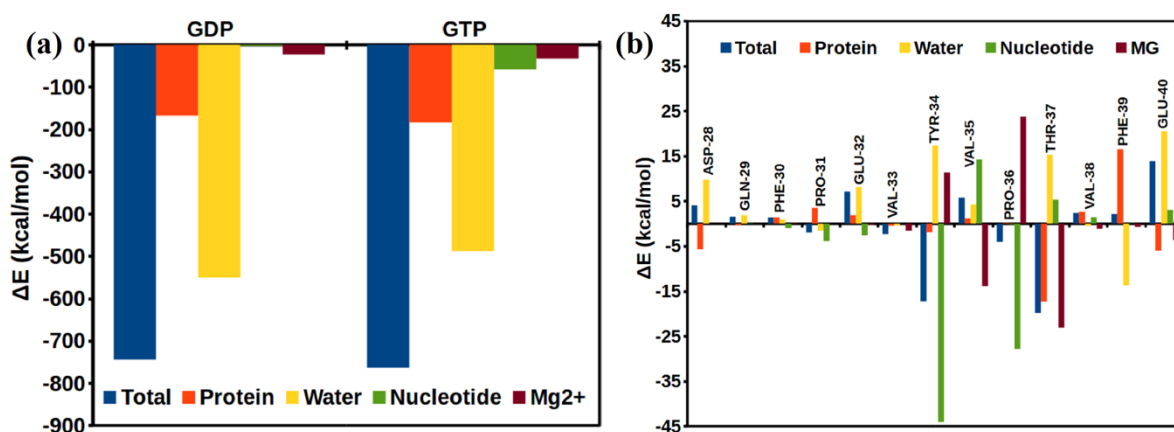 (a)
GDP GTP
0
-100
-200
-300
-400
-500
-600
-700
-800
-900
ΔE (kcal/mol)
Total Protein Water Nucleotide Mg2+
(b)
45
35
25
15
5
-5
-15
-25
-35
-45
ΔE (kcal/mol)
Total Protein Water Nucleotide MG
ASP-28
GLN-29
PHE-30
PRO-31
GLU-32
VAL-33
TYR-34
VAL-35
PRO-36
THR-37
VAL-38
PHE-39
GLU-40